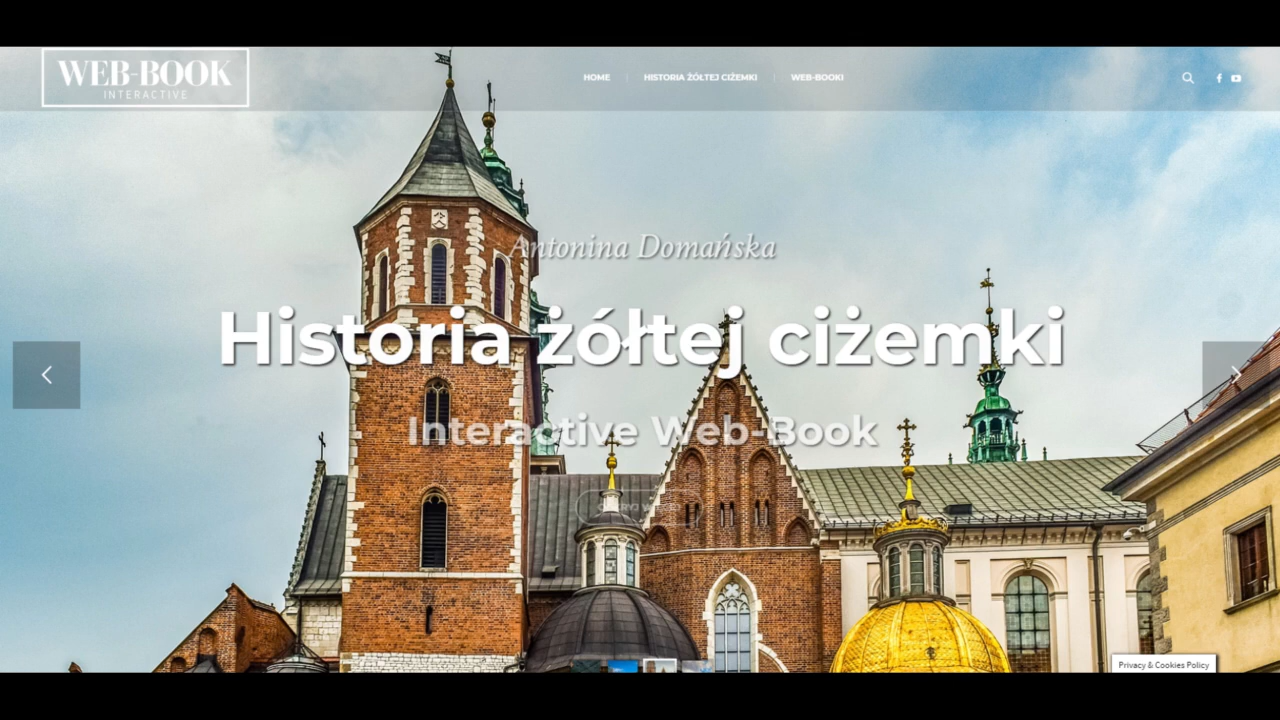 WEB-BOOK
INTERACTIVE
HOME
HISTORIA ŻÓŁTEJ CIŻEMKI
WEB-BOOKI
Antonina Domańska
Historia żółtej ciżemki
Interactive Web-Book
Privacy & Cookies Policy